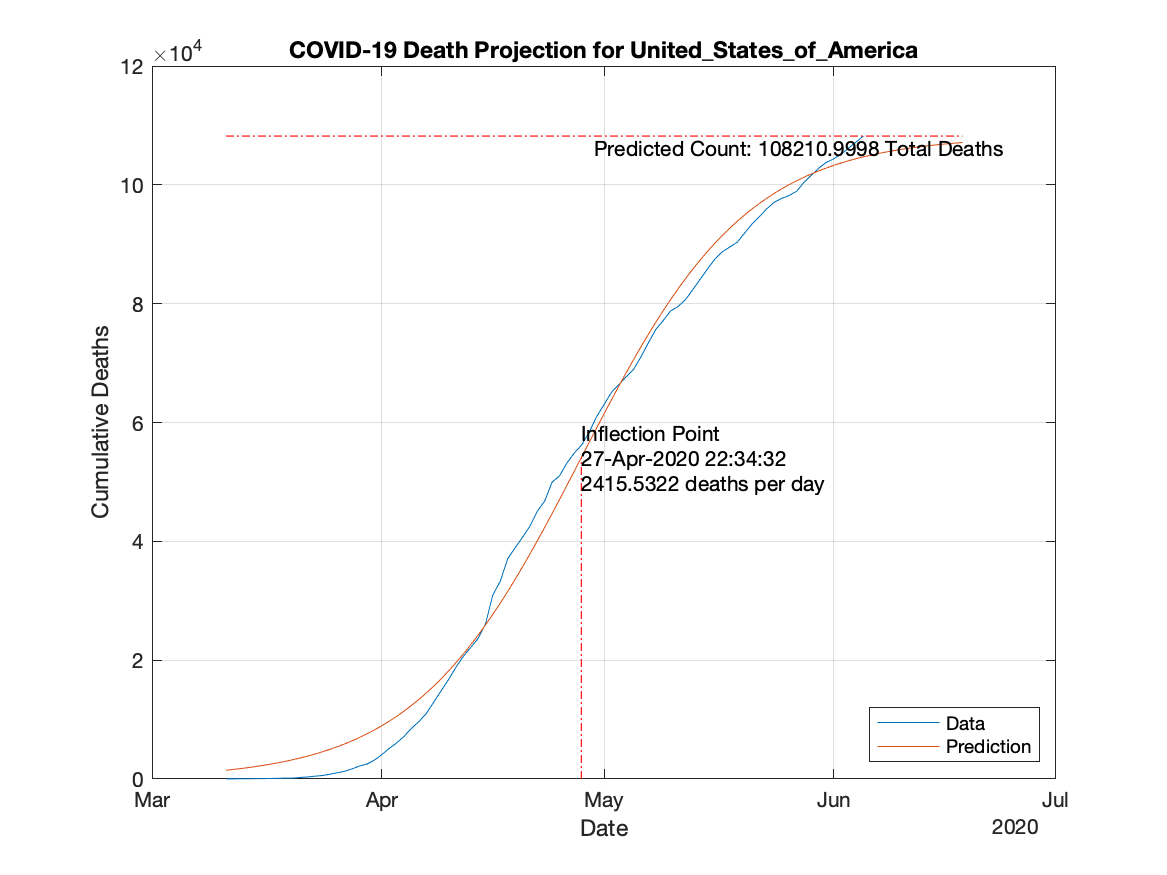 COVID-19 Death Projection for United_States_of_America
×10⁴
12
10
8
6
4
2
0
Cumulative Deaths
Predicted Count: 108210.9998 Total Deaths
Inflection Point
27-Apr-2020 22:34:32
2415.5322 deaths per day
Data
Prediction
Mar Apr May Jun Jul
Date
2020